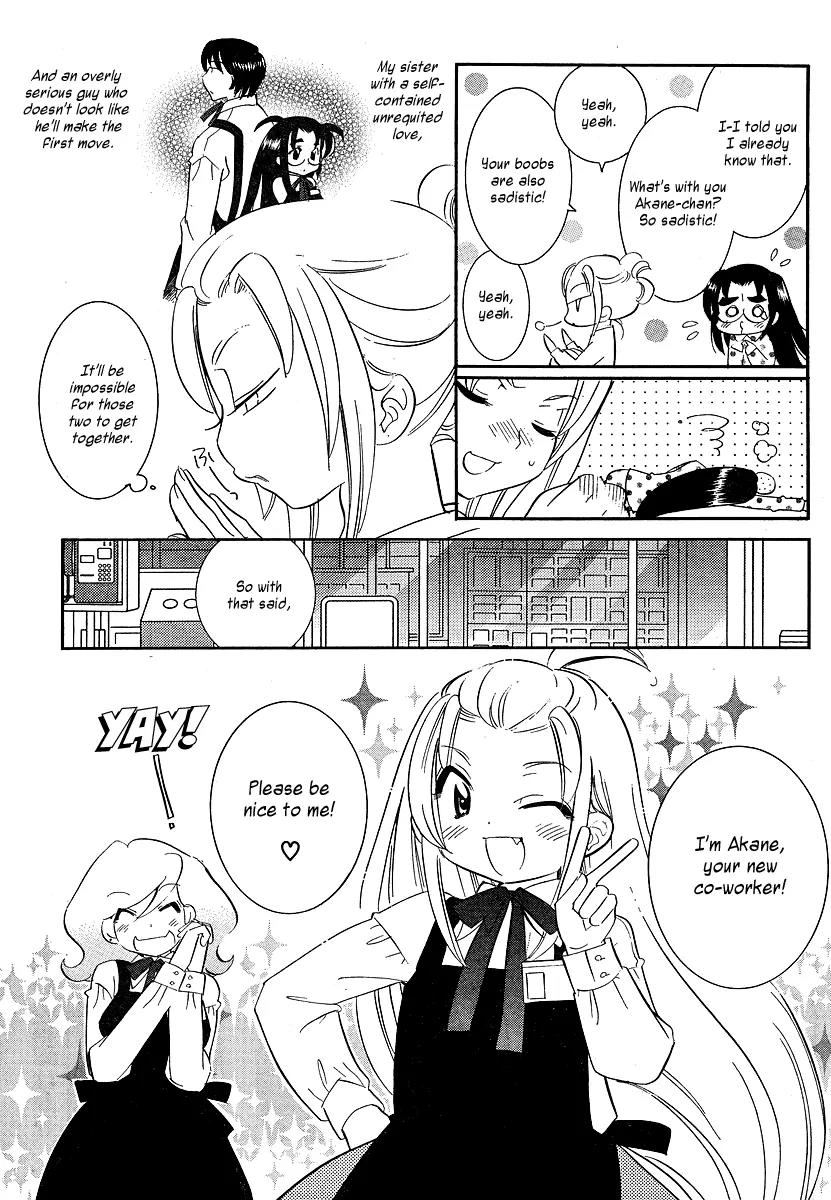 I-I told you
I already
know that.
What's with you
Akane-chan?
So sadistic!
Yeah,
yeah.
Your boobs
are also
sadistic!
Yeah,
yeah.
My sister
with a self-
contained
unrequited
love,
And an overly
serious guy who
doesn't look like
he'll make the
first move.
It'll be
impossible
for those
two to get
together.
So with
that said,
I'm Akane,
your new
co-worker!
Please be
nice to me!
♡
YAY!